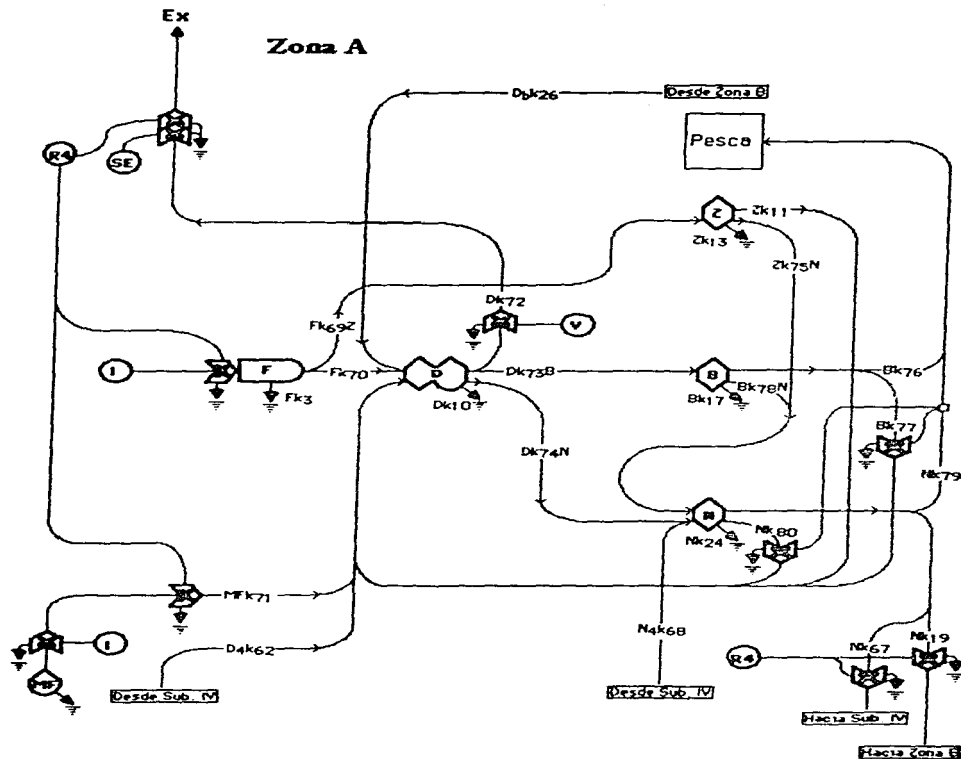 Ex
Zona A
Dbk26
Desde Zona B
Pesca
R4
SE
Z
Zk11
Zk13
Zk75N
Dk72
V
Fk69Z
I
F
Fk70
D
Dk73B
B
Bk76
Fk3
Dk10
Bk17
Bk78N
Bk77
Dk74N
Nk79
N
Nk80
Nk24
MFk71
N4k68
I
D4k62
R4
Nk67
Nk19
MF
Desde Sub. IV
Desde Sub. IV
Hacia Sub. IV
Hacia Zona B